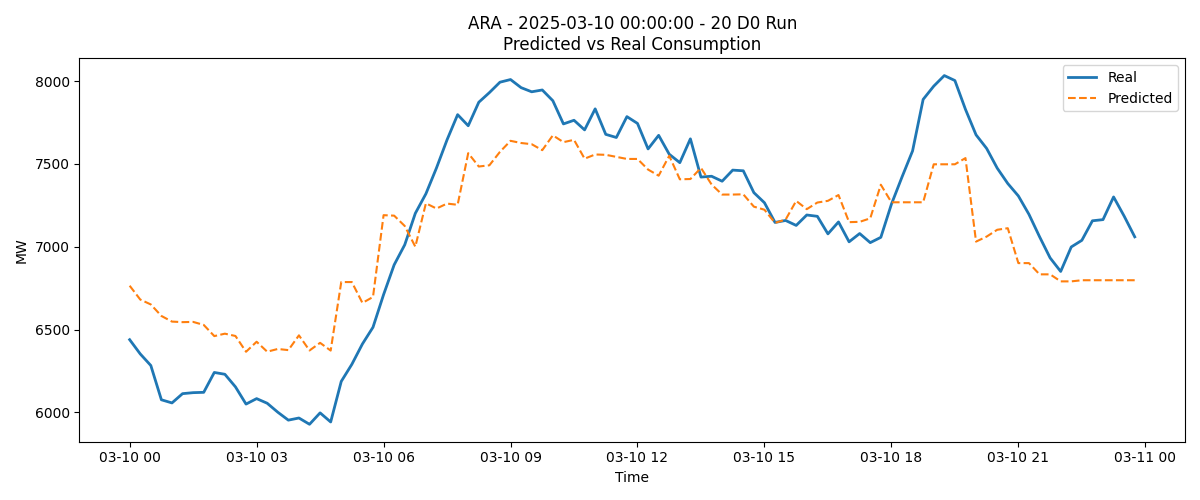 ARA - 2025-03-10 00:00:00 - 20 D0 Run
Predicted vs Real Consumption
Real
Predicted
MW
8000
7500
7000
6500
6000
03-10 00
03-10 03
03-10 06
03-10 09
03-10 12
03-10 15
03-10 18
03-10 21
03-11 00
Time